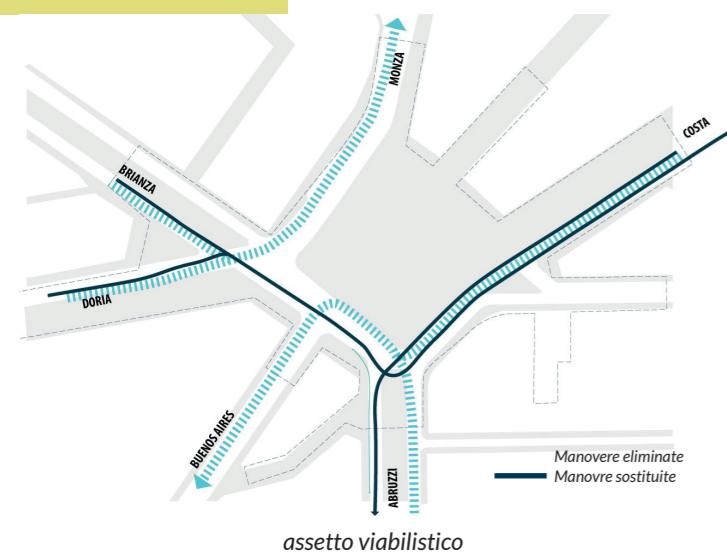 MONZA
COSTA
BRIANZA
DORIA
BUENOS AIRES
ABRUZZI
Manovere eliminate
Manovre sostituite
assetto viabilistico